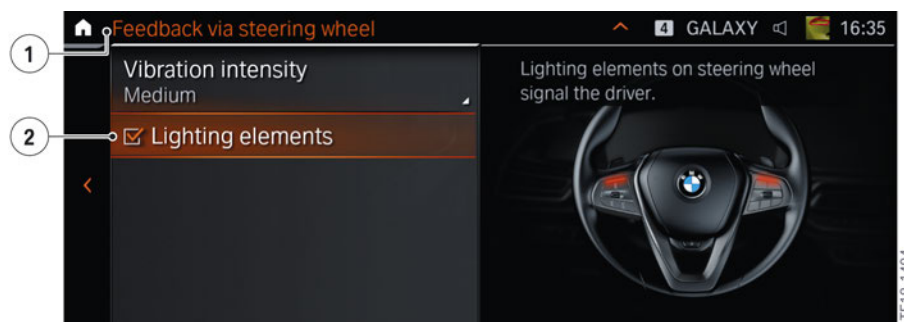 Feedback via steering wheel
4 GALAXY 16:35
1
Vibration intensity
Medium
2
Lighting elements
Lighting elements on steering wheel
signal the driver.
BMW